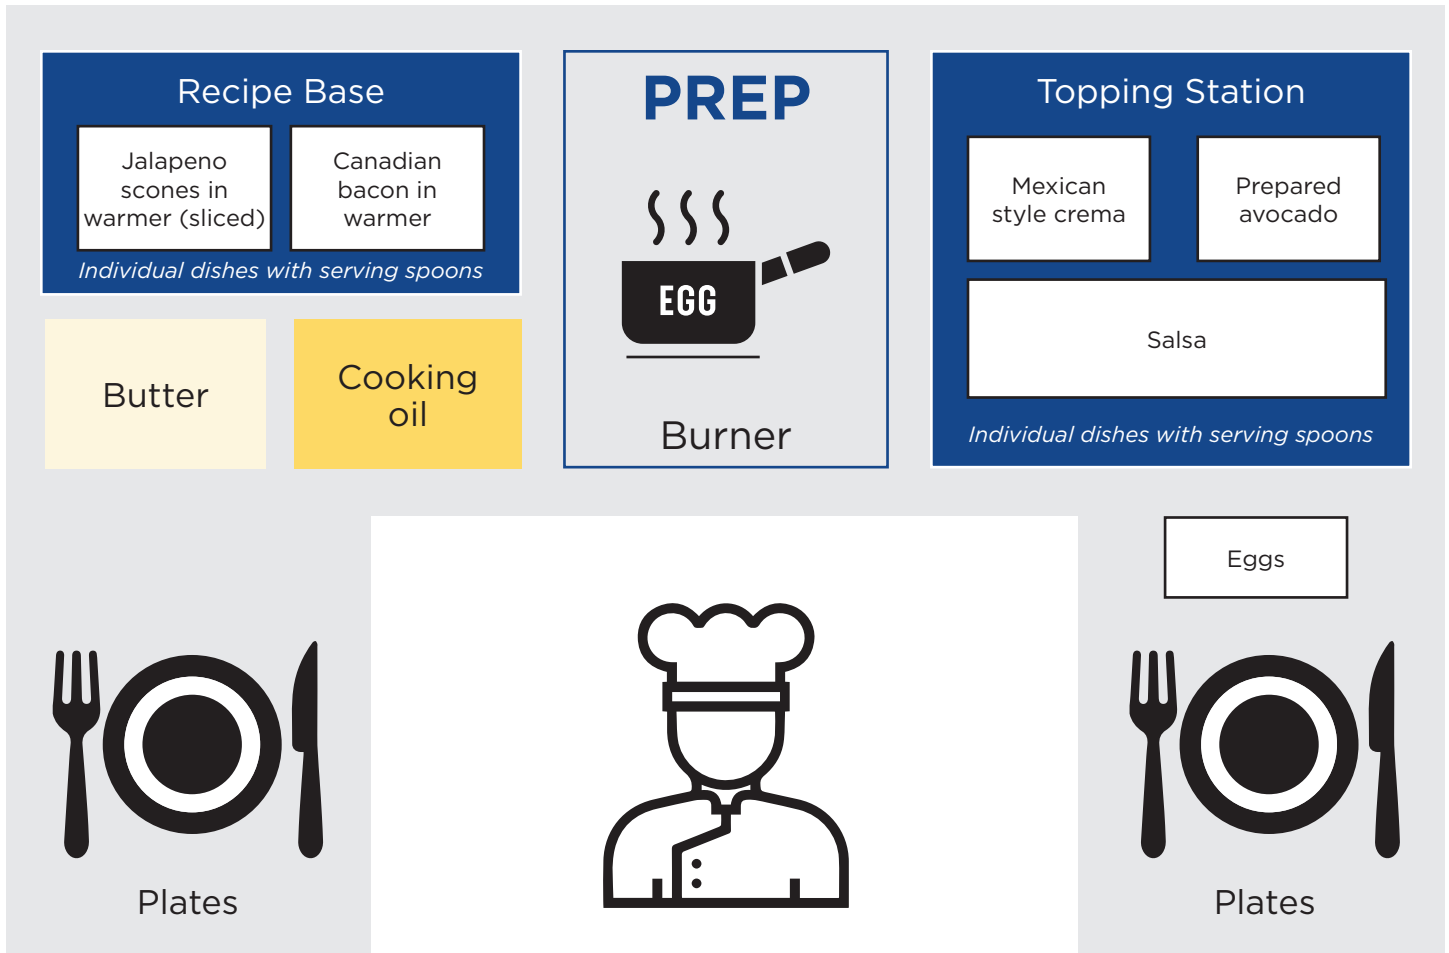 Recipe Base
Jalapeno
scones in
warmer (sliced)
Canadian
bacon in
warmer
Individual dishes with serving spoons
Butter
Cooking
oil
PREP
EGG
Burner
Topping Station
Mexican
style crema
Prepared
avocado
Salsa
Individual dishes with serving spoons
Eggs
Plates
Plates